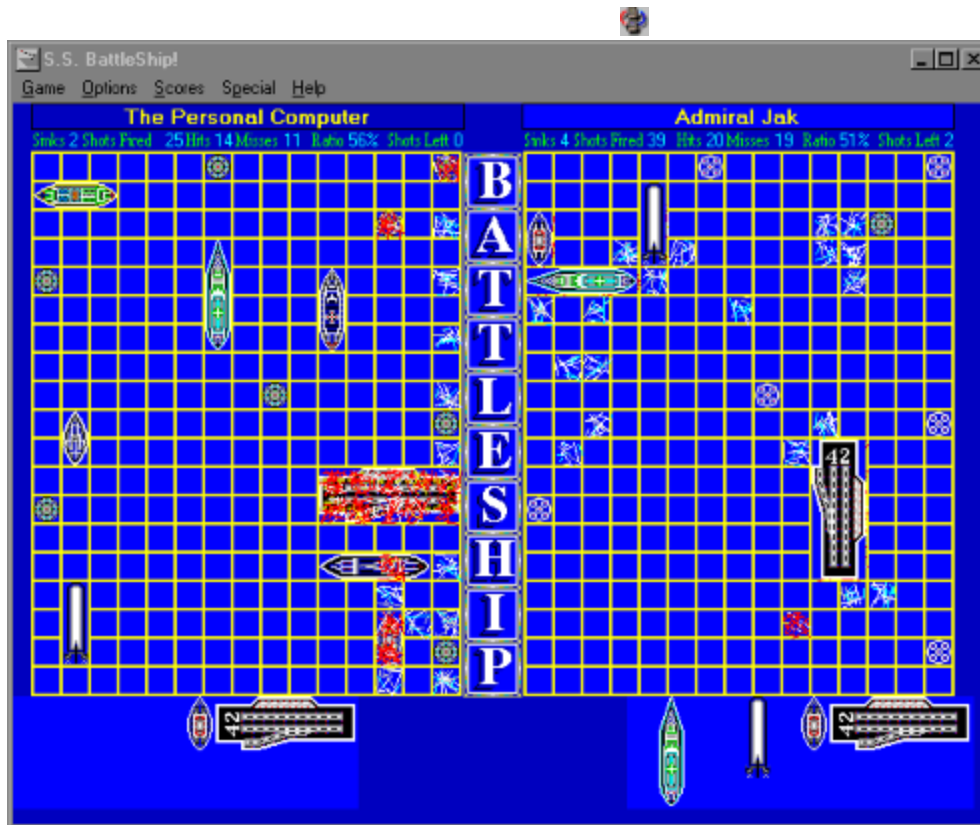 S.S. BattleShip!
Game Options Scores Special Help
The Personal Computer
Sinks 2 Shots Fired 25 Hits 14 Misses 11 Ratio 56% Shots Left 0
Admiral Jak
Sinks 4 Shots Fired 39 Hits 20 Misses 19 Ratio 51% Shots Left 2
B
A
T
T
L
E
S
H
I
P
42
42
42